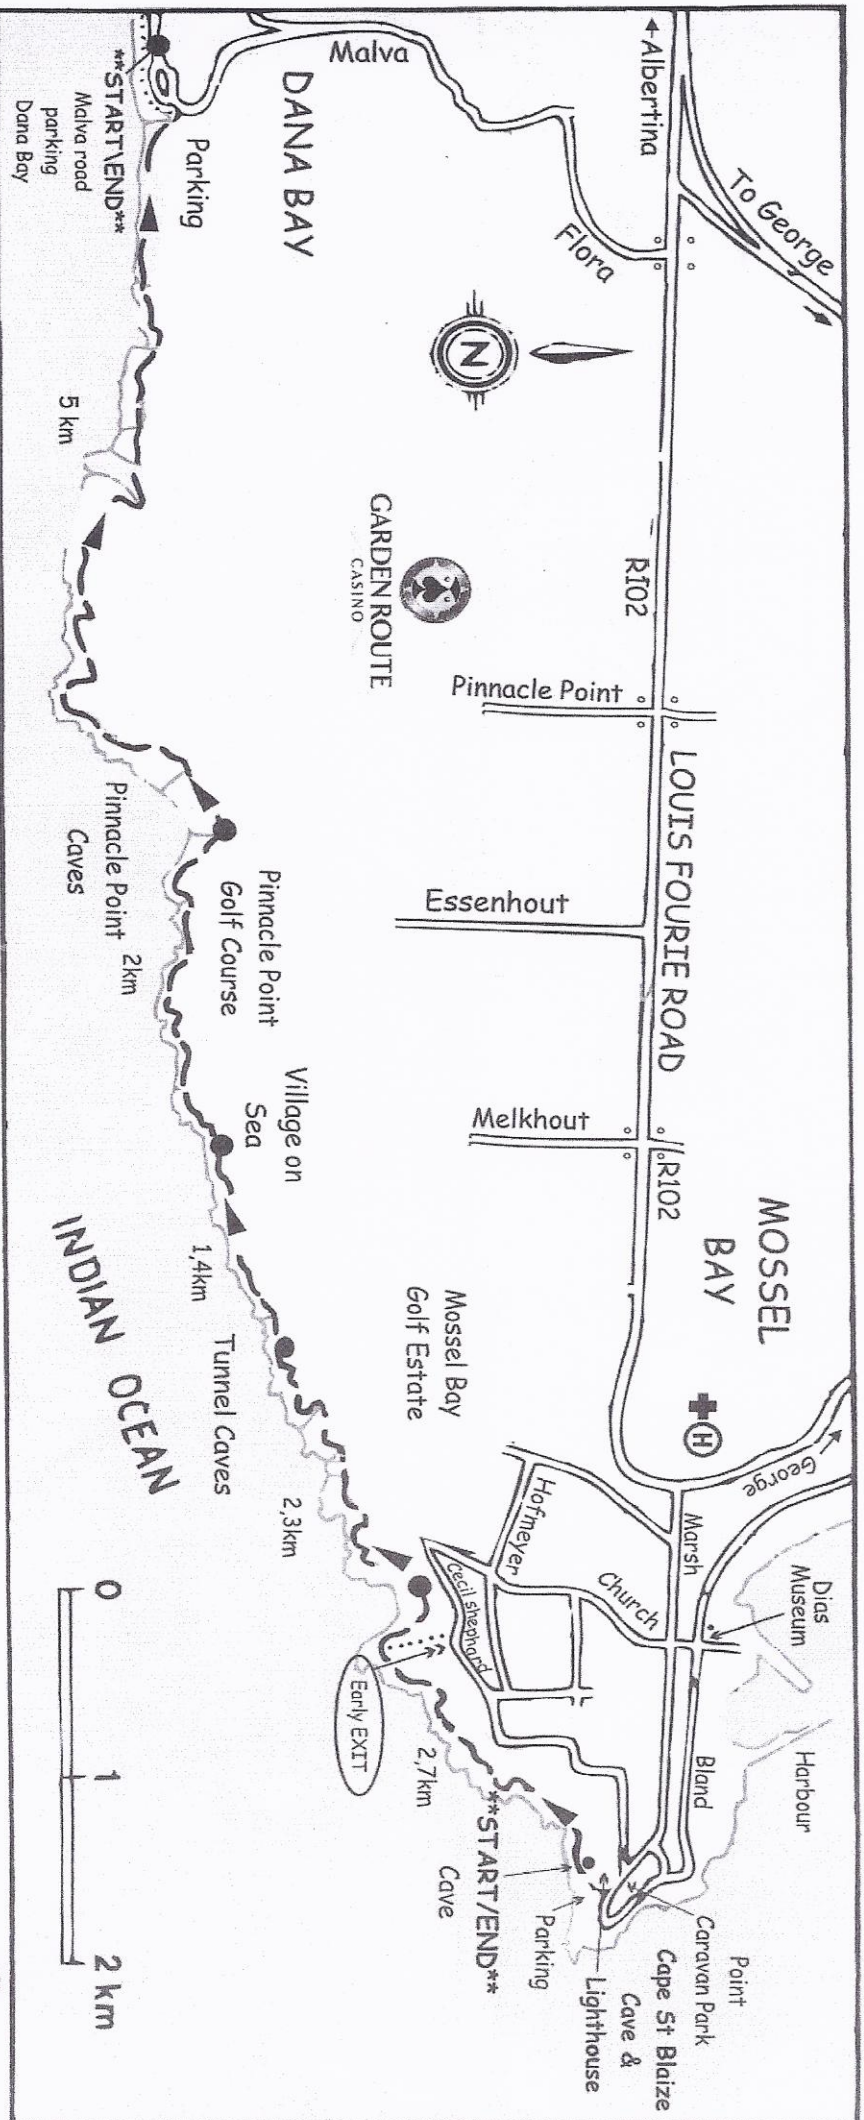 Albertina
To George
Malva
Flora
DANA BAY
Parking
**START\END**
Malva road
parking
Dana Bay
N
5 km
GARDEN ROUTE
CASINO
R102
Pinnacle Point
LOUIS FOURIE ROAD
Essenhout
Melkhout
R102
Pinnacle Point
Golf Course
Pinnacle Point
Caves
2km
Village on
Sea
1,4km
Tunnel Caves
INDIAN OCEAN
MOSSEL
BAY
H
George
Mossel Bay
Golf Estate
2,3km
Hofmeyer
Marsh
Church
Cecil shephard
Dias
Museum
Harbour
Bland
Early EXIT
2,7km
**START/END**
Cave
Parking
Point
Caravan Park
Cape St Blaize
Cave &
Lighthouse
0 1 2 km